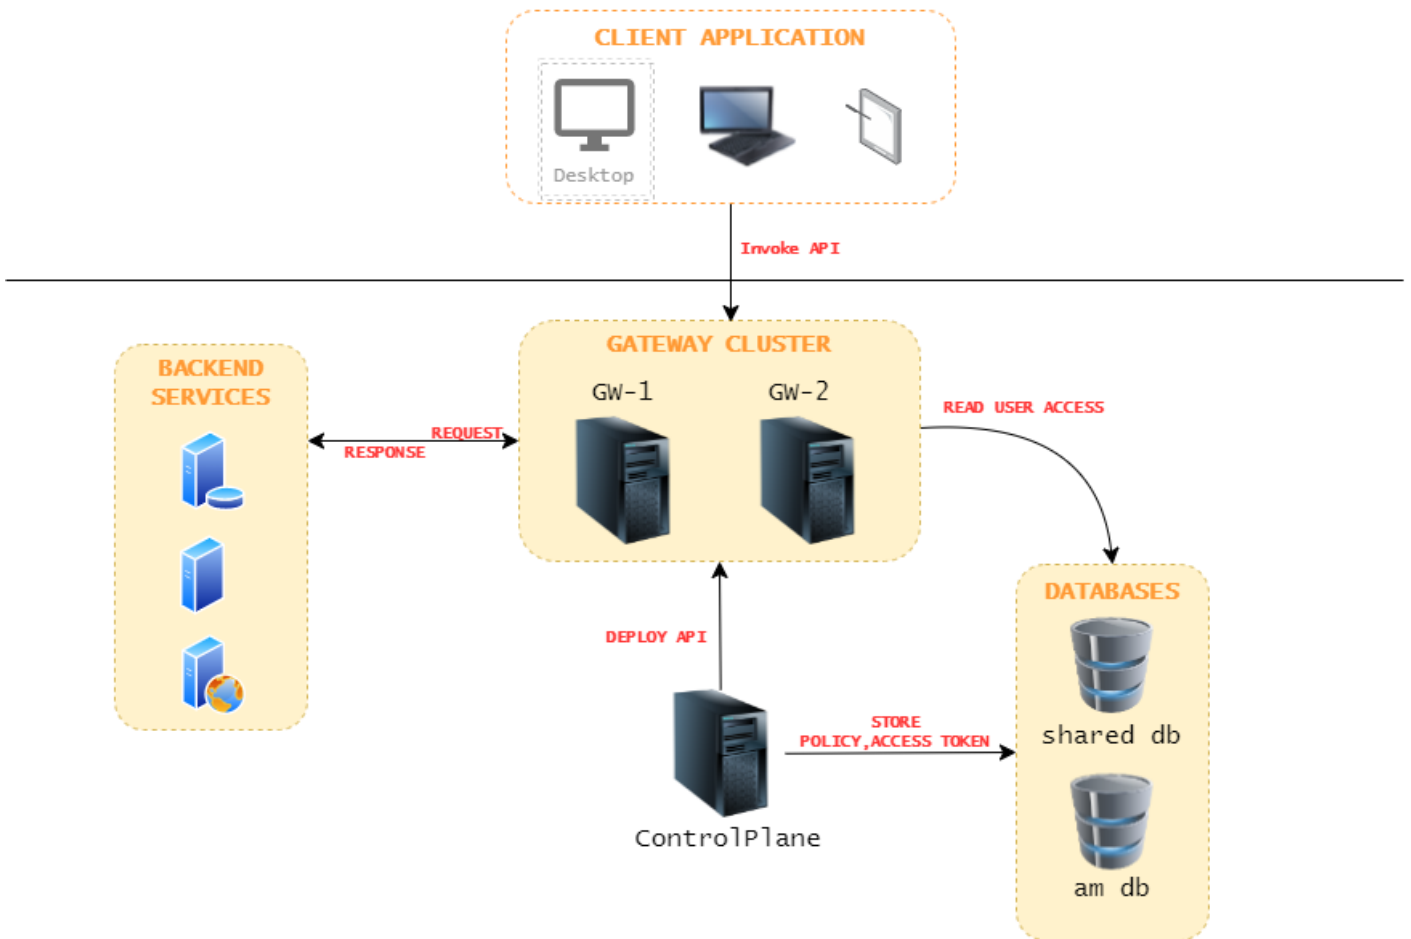 CLIENT APPLICATION
Desktop
Invoke API
GATEWAY CLUSTER
GW-1
GW-2
BACKEND
SERVICES
REQUEST
RESPONSE
READ USER ACCESS
DEPLOY API
DATABASES
shared db
am db
STORE
POLICY,ACCESS TOKEN
ControlPlane